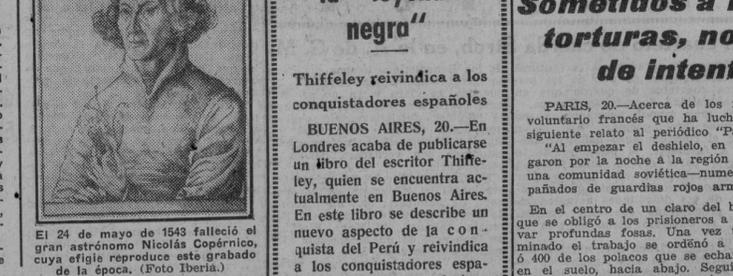 El 24 de mayo de 1543 falleció el
gran astrónomo Nicolás Copérnico,
cuya efigie reproduce este grabado
de la época. (Foto Iberia.)
negra"
Thiffeley reivindica a los
conquistadores españoles
BUENOS AIRES, 20.—En
Londres acaba de publicarse
un libro del escritor Thiffe-
ley, quien se encuentra ac-
tualmente en Buenos Aires.
En este libro se describe un
nuevo aspecto de la con-
quista del Perú y reivindica
a los conquistadores espa-
Sometidos a
torturas, no
de intent
PARIS, 20.—Acerca de los
voluntario francés que ha luch
siguiente relato al periódico "P
"Al empezar el deshielo, en
garon por la noche á la región
una comunidad soviética—nume
pañados de guardias rojos arm
En el centro de un claro del b
que se obligó a los prisioneros a
var profundas fosas. Una vez
minado el trabajo se ordenó a
ó 400 de los polacos que se echa
en el suelo, hacia abajo. Segui